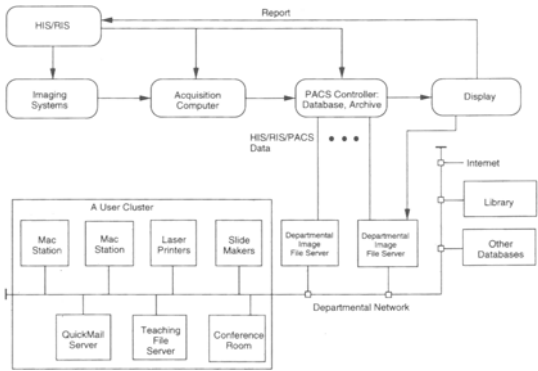 Report
HIS/RIS
Imaging
Systems
Acquisition
Computer
PACS Controller:
Database, Archive
Display
HIS/RIS/PACS
Data
Internet
Library
Other
Databases
A User Cluster
Mac
Station
Mac
Station
Laser
Printers
Slide
Makers
Departmental
Image
File Server
Departmental
Image
File Server
Departmental Network
QuickMail
Server
Teaching
File
Server
Conference
Room